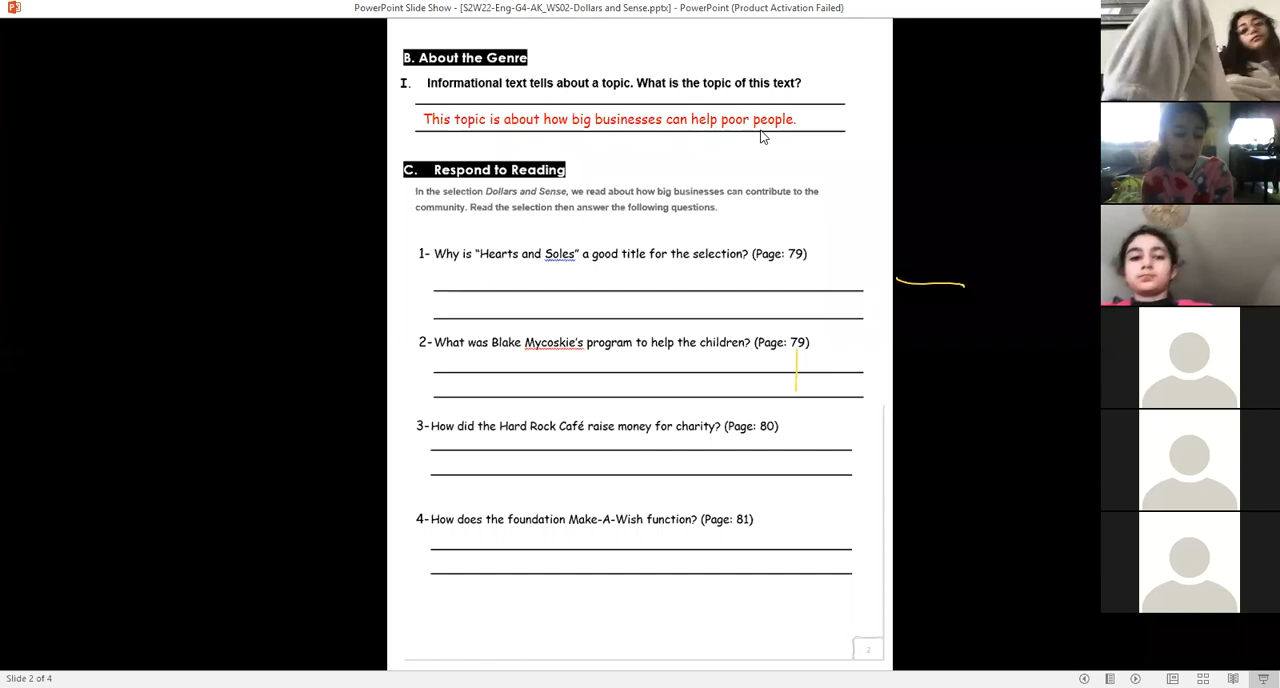 PowerPoint Slide Show - [S2W22-Eng-G4-AK_WS02-Dollars and Sense.pptx] - PowerPoint (Product Activation Failed)
B. About the Genre
I. Informational text tells about a topic. What is the topic of this text?
This topic is about how big businesses can help poor people.
C. Respond to Reading
In the selection Dollars and Sense, we read about how big businesses can contribute to the
community. Read the selection then answer the following questions.
1- Why is “Hearts and Soles” a good title for the selection? (Page: 79)
2- What was Blake Mycoskie’s program to help the children? (Page: 79)
3- How did the Hard Rock Café raise money for charity? (Page: 80)
4- How does the foundation Make-A-Wish function? (Page: 81)
2
Slide 2 of 4